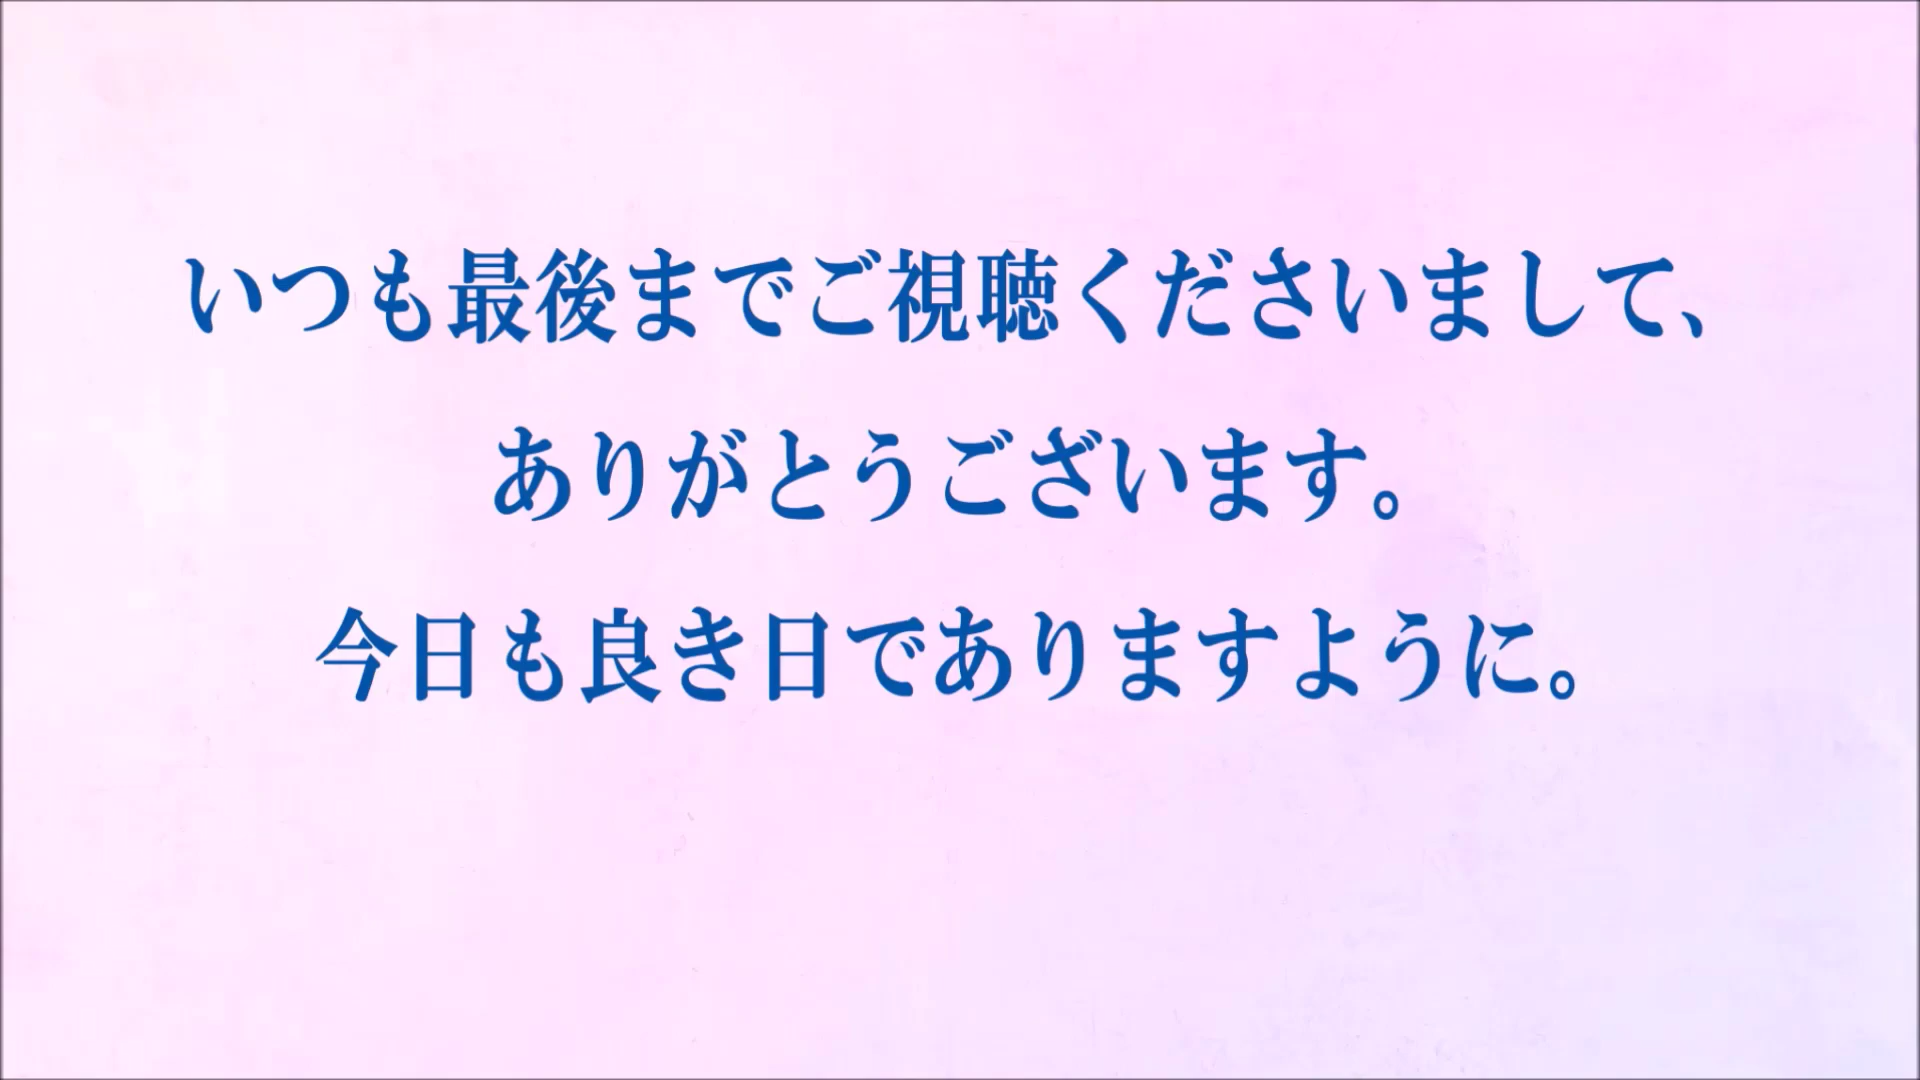 いつも最後までご視聴くださいまして、
ありがとうございます。
今日も良き日でありますように。